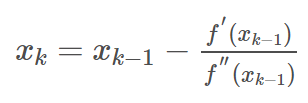 x_k = x_{k-1} - \frac{f'(x_{k-1})}{f''(x_{k-1})}